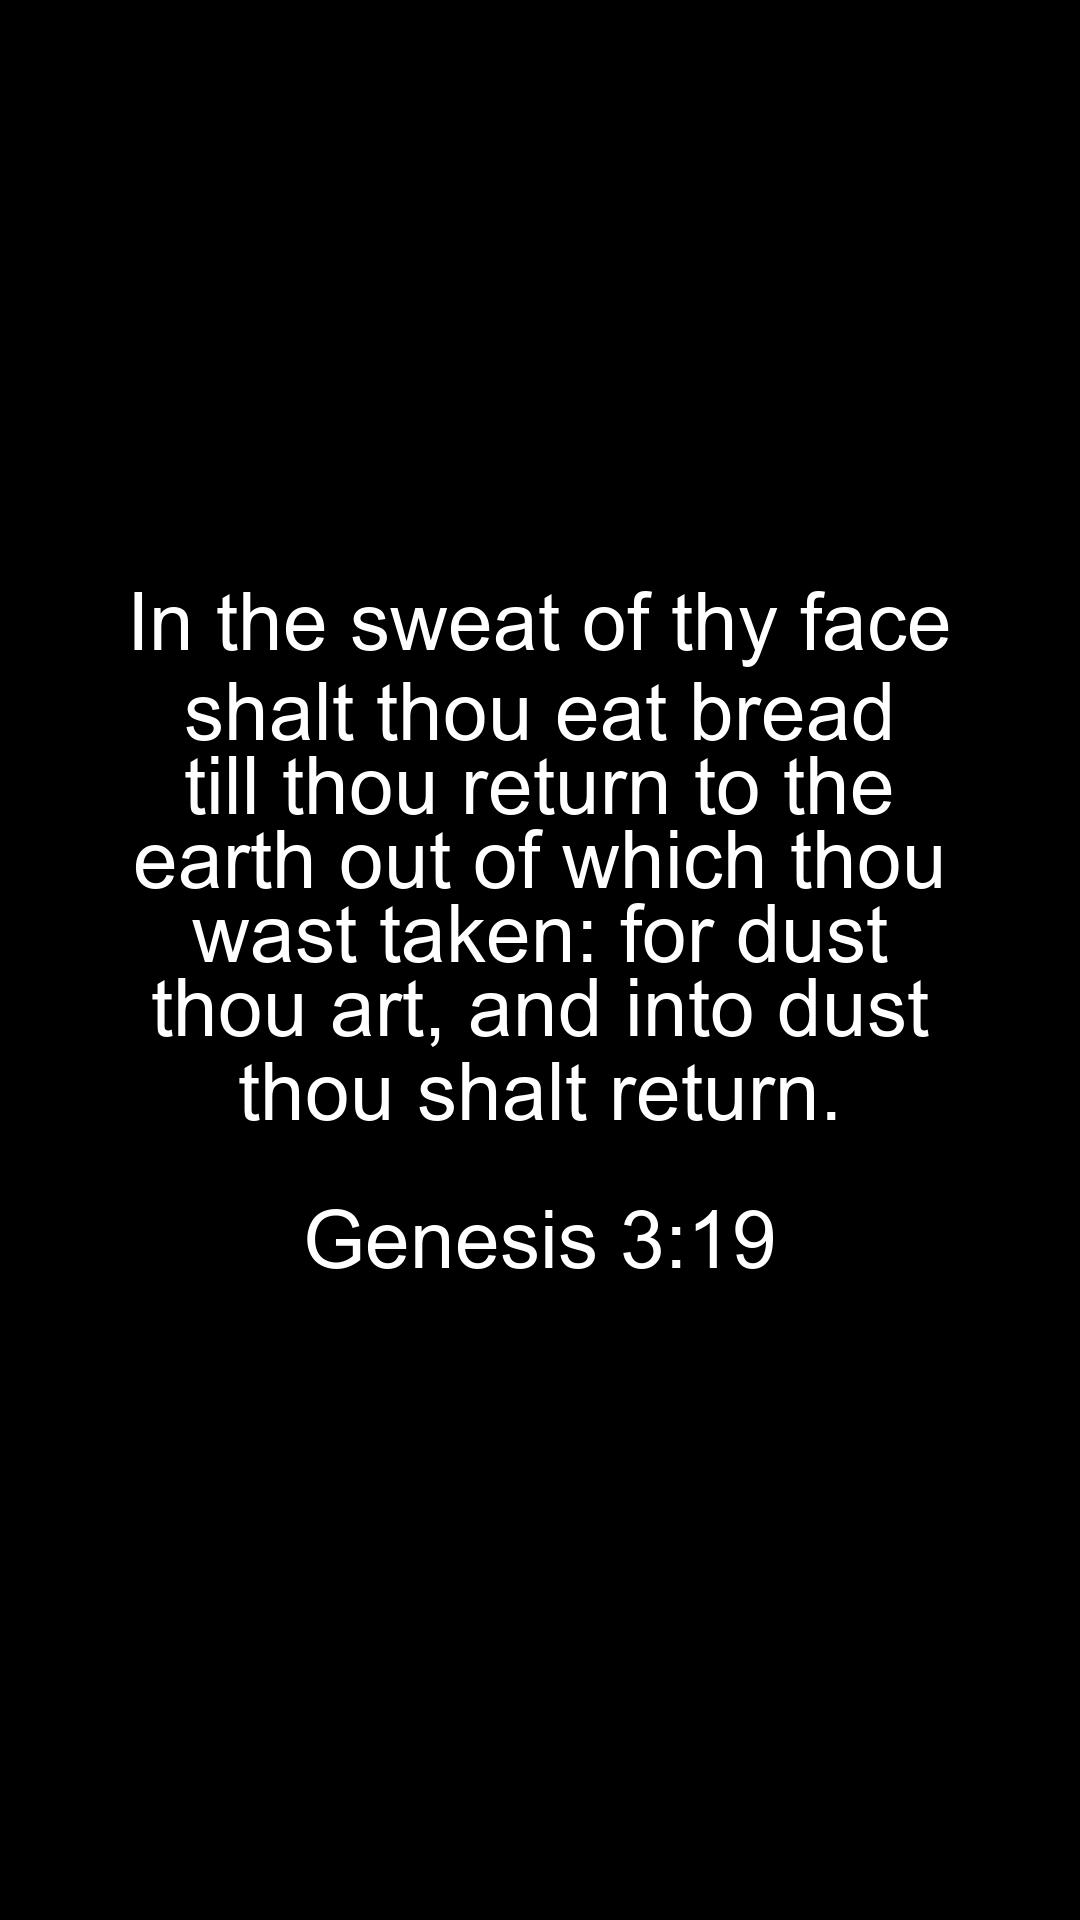 In the sweat of thy face
shalt thou eat bread
till thou return to the
earth out of which thou
wast taken: for dust
thou art, and into dust
thou shalt return.
Genesis 3:19